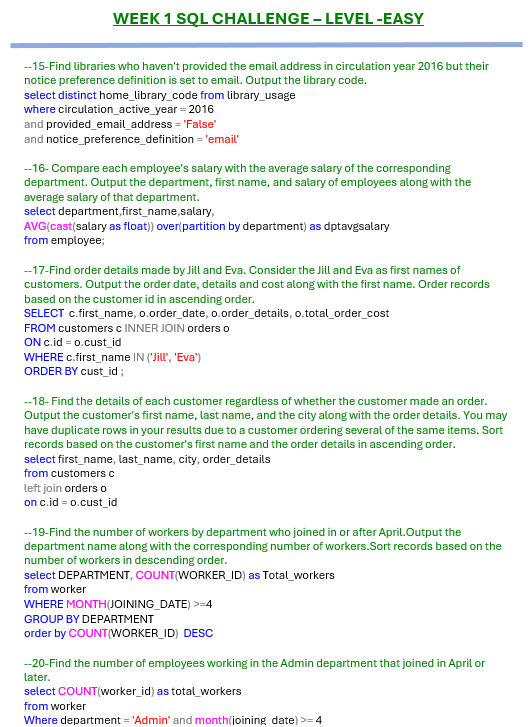 WEEK 1 SQL CHALLENGE – LEVEL -EASY
--15-Find libraries who haven't provided the email address in circulation year 2016 but their
notice preference definition is set to email. Output the library code.
select distinct home_library_code from library_usage
where circulation_active_year = 2016
and provided_email_address = 'False'
and notice_preference_definition = 'email'
--16- Compare each employee's salary with the average salary of the corresponding
department. Output the department, first name, and salary of employees along with the
average salary of that department.
select department,first_name,salary,
AVG(cast(salary as float)) over(partition by department) as dptavgsalary
from employee;
--17-Find order details made by Jill and Eva. Consider the Jill and Eva as first names of
customers. Output the order date, details and cost along with the first name. Order records
based on the customer id in ascending order.
SELECT c.first_name, o.order_date, o.order_details, o.total_order_cost
FROM customers c INNER JOIN orders o
ON c.id = o.cust_id
WHERE c.first_name IN ('Jill', 'Eva')
ORDER BY cust_id ;
--18- Find the details of each customer regardless of whether the customer made an order.
Output the customer's first name, last name, and the city along with the order details. You may
have duplicate rows in your results due to a customer ordering several of the same items. Sort
records based on the customer's first name and the order details in ascending order.
select first_name, last_name, city, order_details
from customers c
left join orders o
on c.id = o.cust_id
--19-Find the number of workers by department who joined in or after April.Output the
department name along with the corresponding number of workers.Sort records based on the
number of workers in descending order.
select DEPARTMENT, COUNT(WORKER_ID) as Total_workers
from worker
WHERE MONTH(JOINING_DATE) >=4
GROUP BY DEPARTMENT
order by COUNT(WORKER_ID) DESC
--20-Find the number of employees working in the Admin department that joined in April or
later.
select COUNT(worker_id) as total_workers
from worker
Where department = 'Admin' and month(joining_date) >= 4